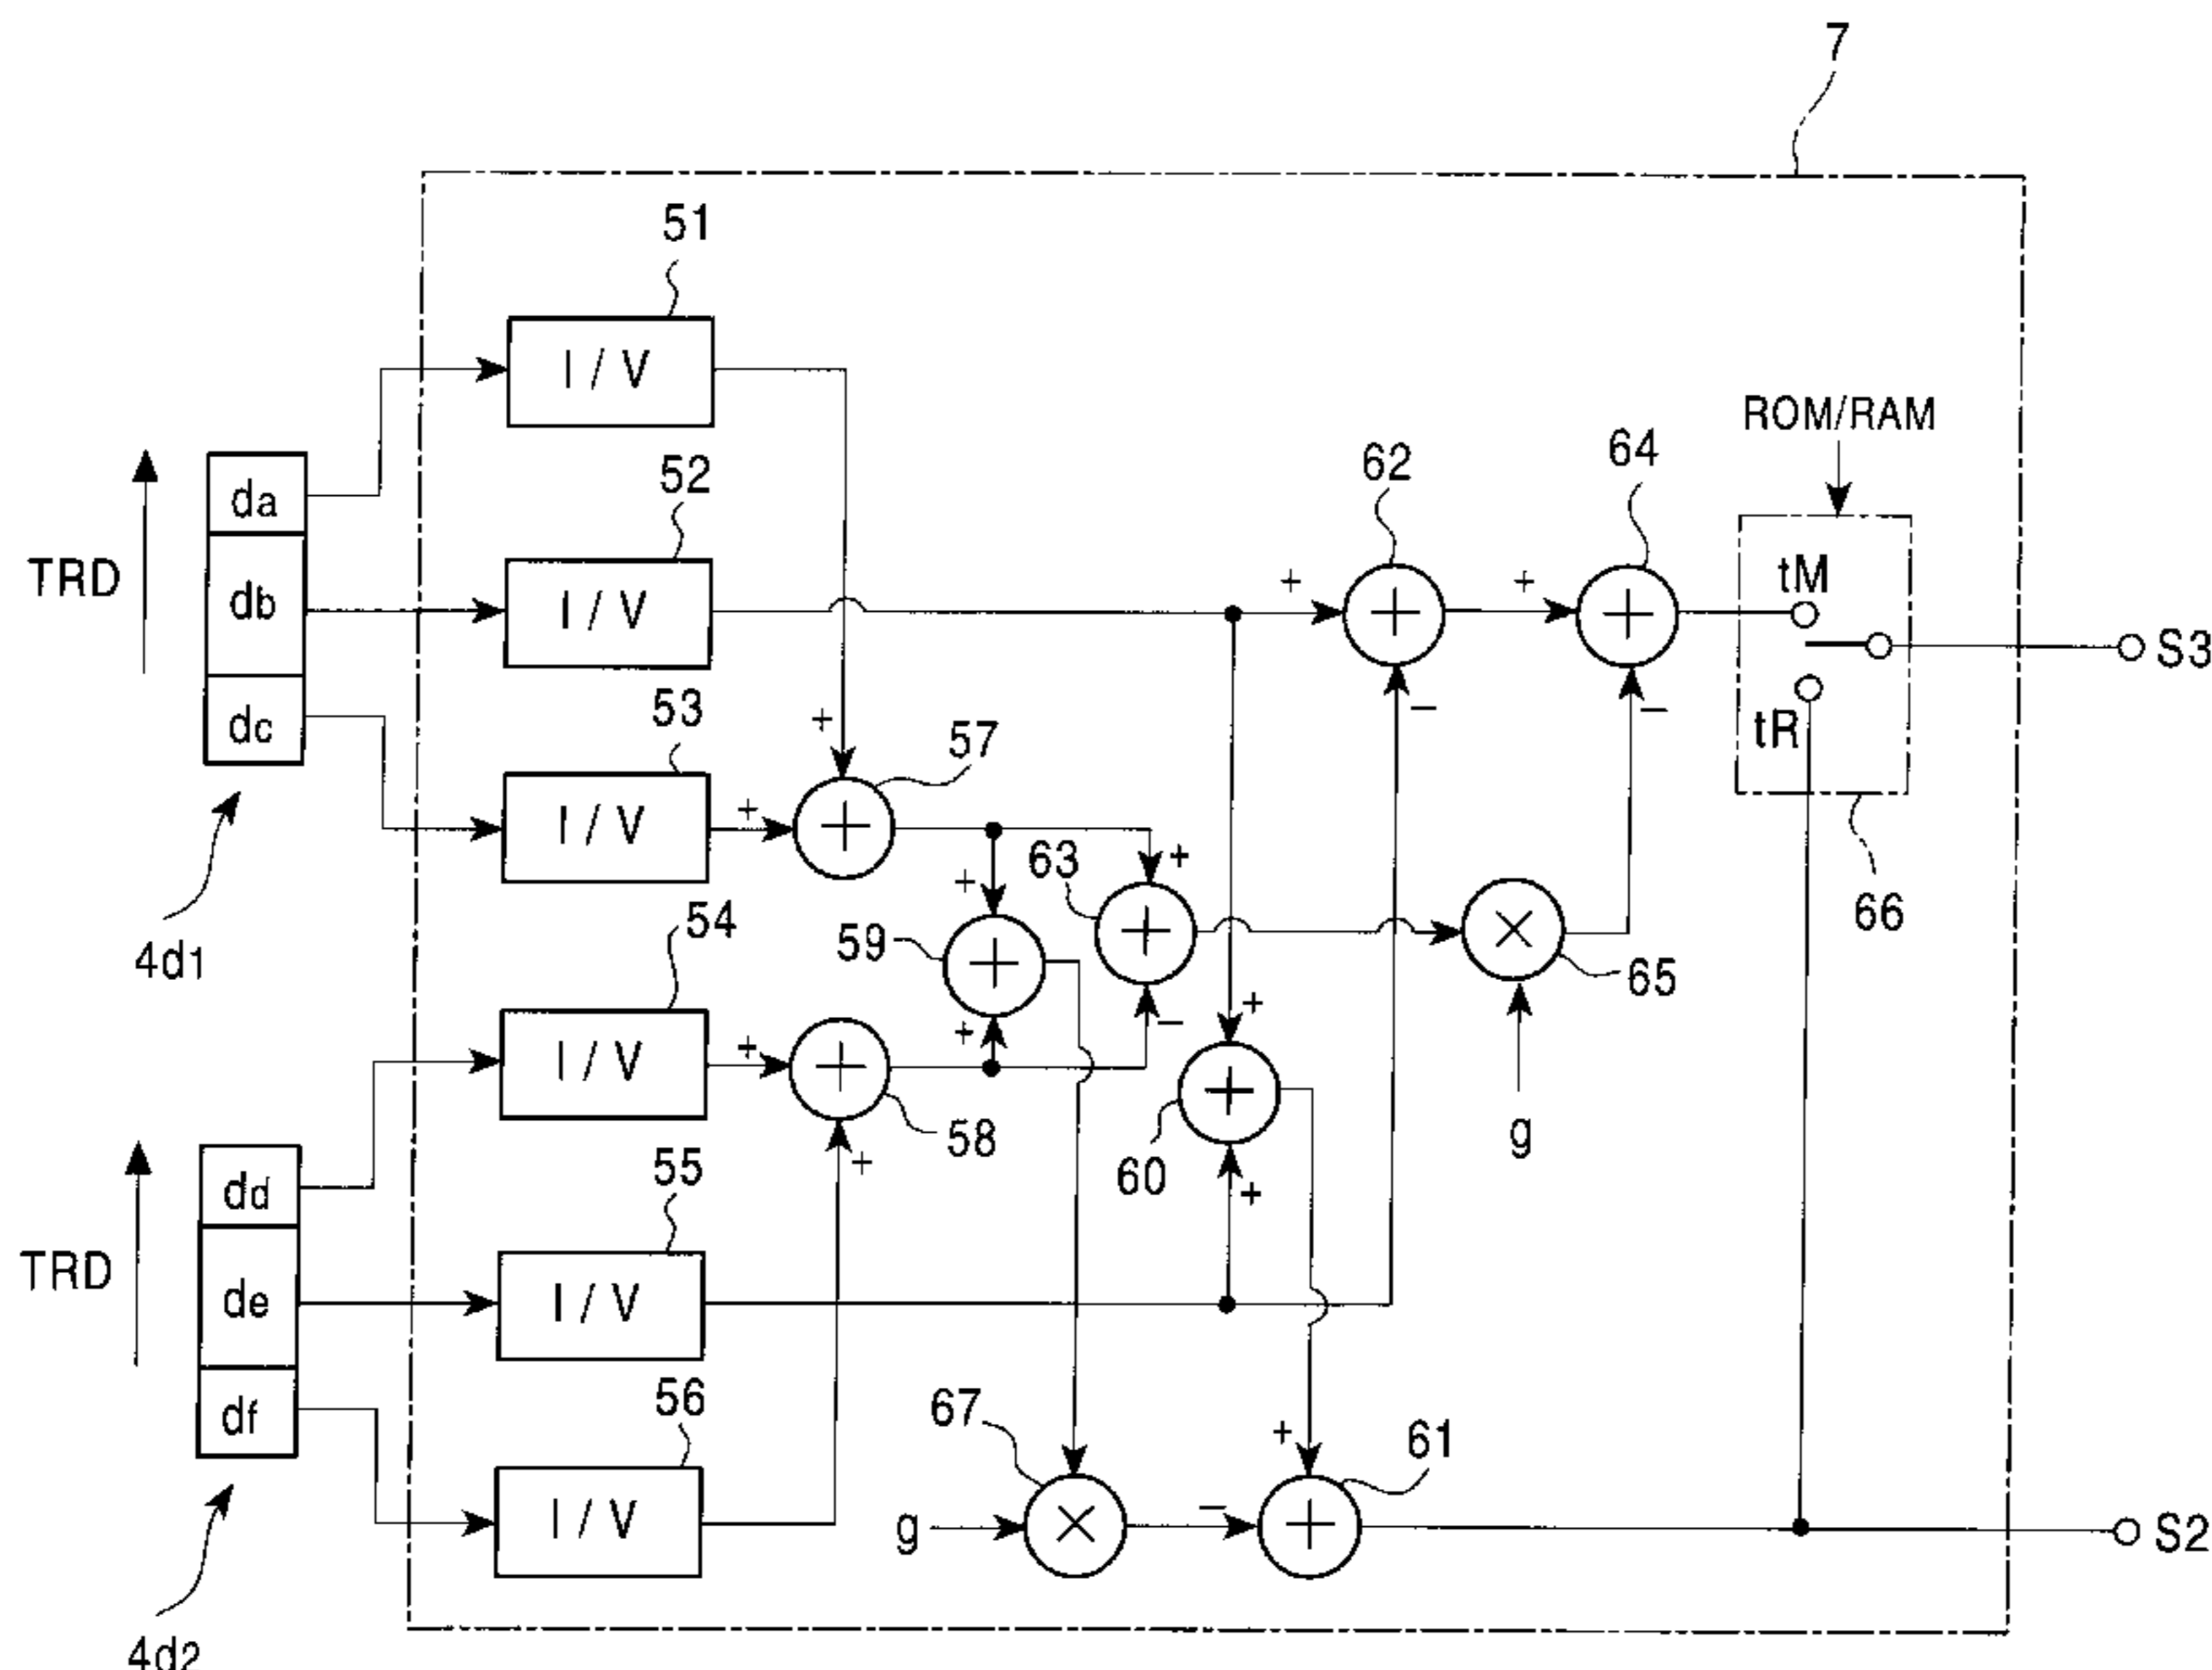 7
51
I / V
ROM/RAM
52
62
64
da
TRD
db
dc
I / V
+
+
+
+
tM
S3
53
+
−
−
tR
57
I / V
+
+
+
63
+
66
4d1
54
59
+
×
65
I / V
+
+
+
−
+
+
58
60
+
g
TRD
dd
de
df
55
+
I / V
56
67
+
61
I / V
g
×
−
+
S2
4d2